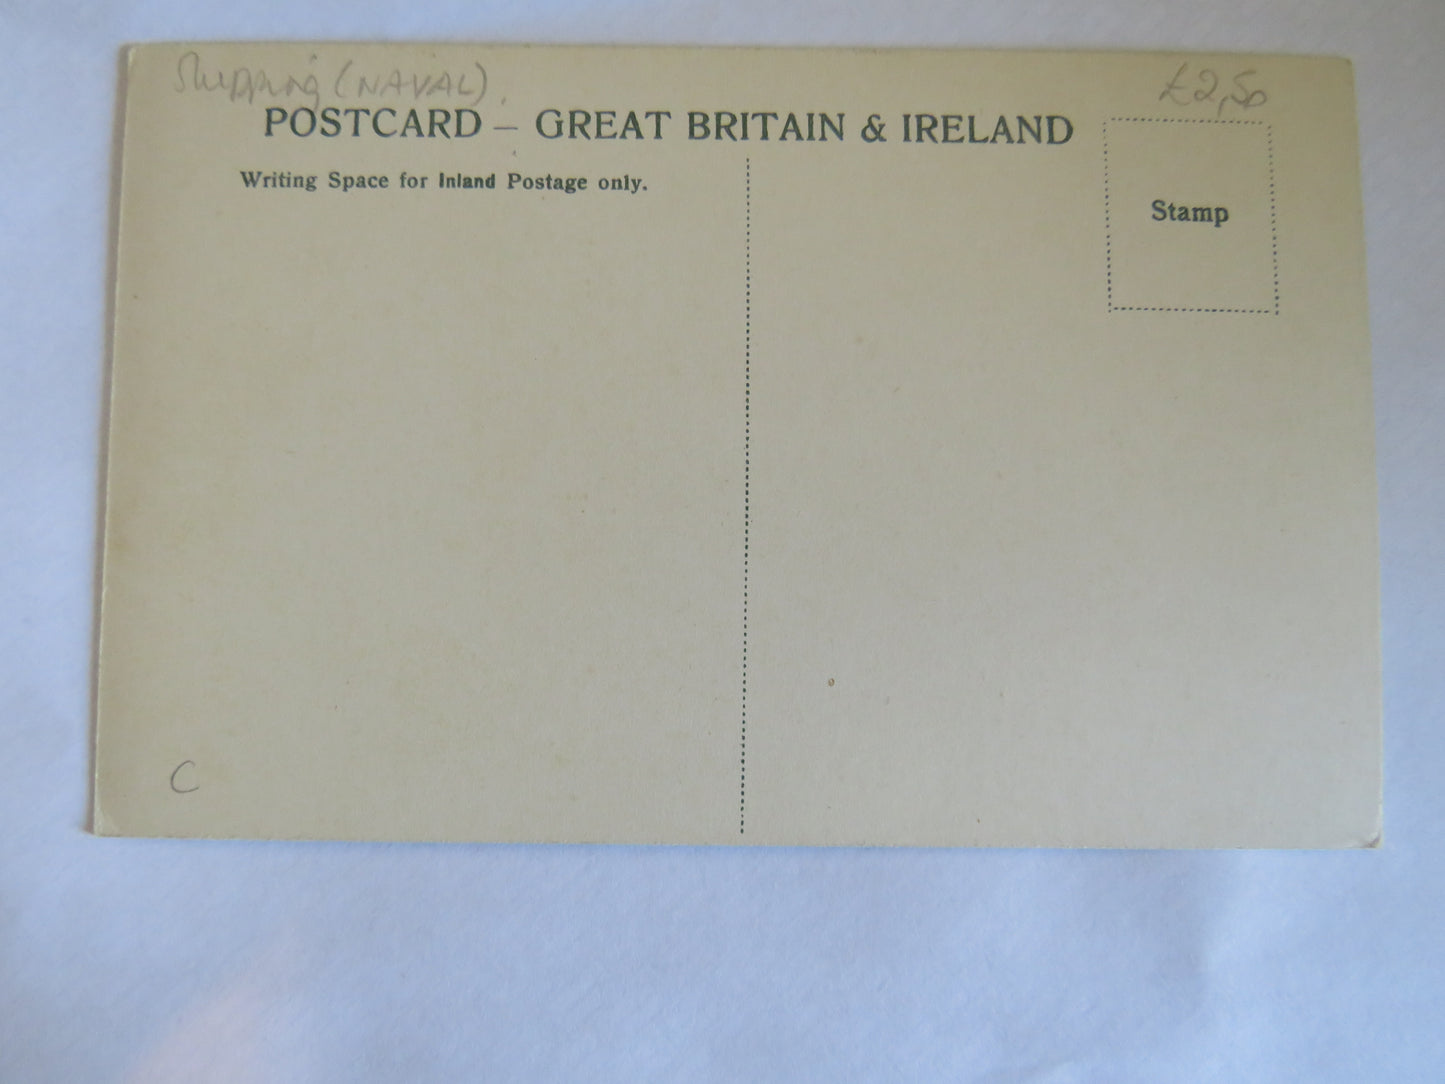 Shipping (NAVAL).
£2,50
POSTCARD – GREAT BRITAIN & IRELAND
Writing Space for Inland Postage only.
Stamp
C